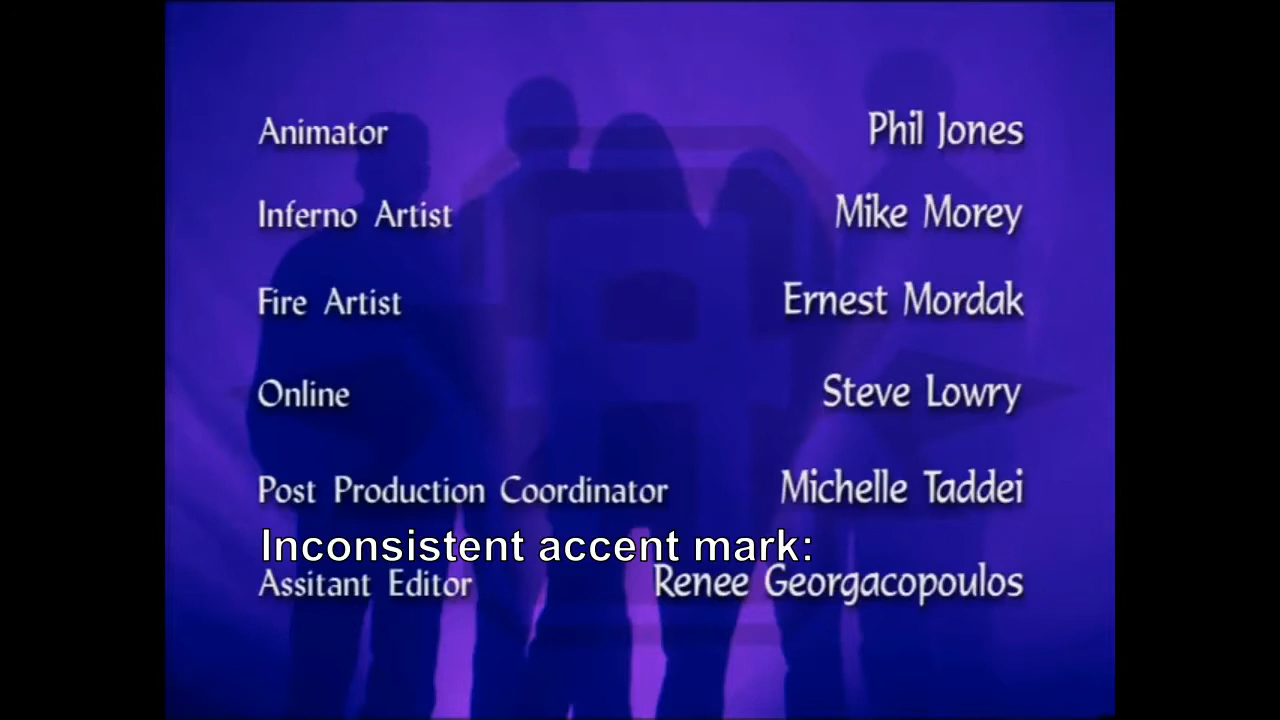 Animator Phil Jones
Inferno Artist Mike Morey
Fire Artist Ernest Mordak
Online Steve Lowry
Post Production Coordinator Michelle Taddei
Inconsistent accent mark:
Assitant Editor Renee Georgacopoulos